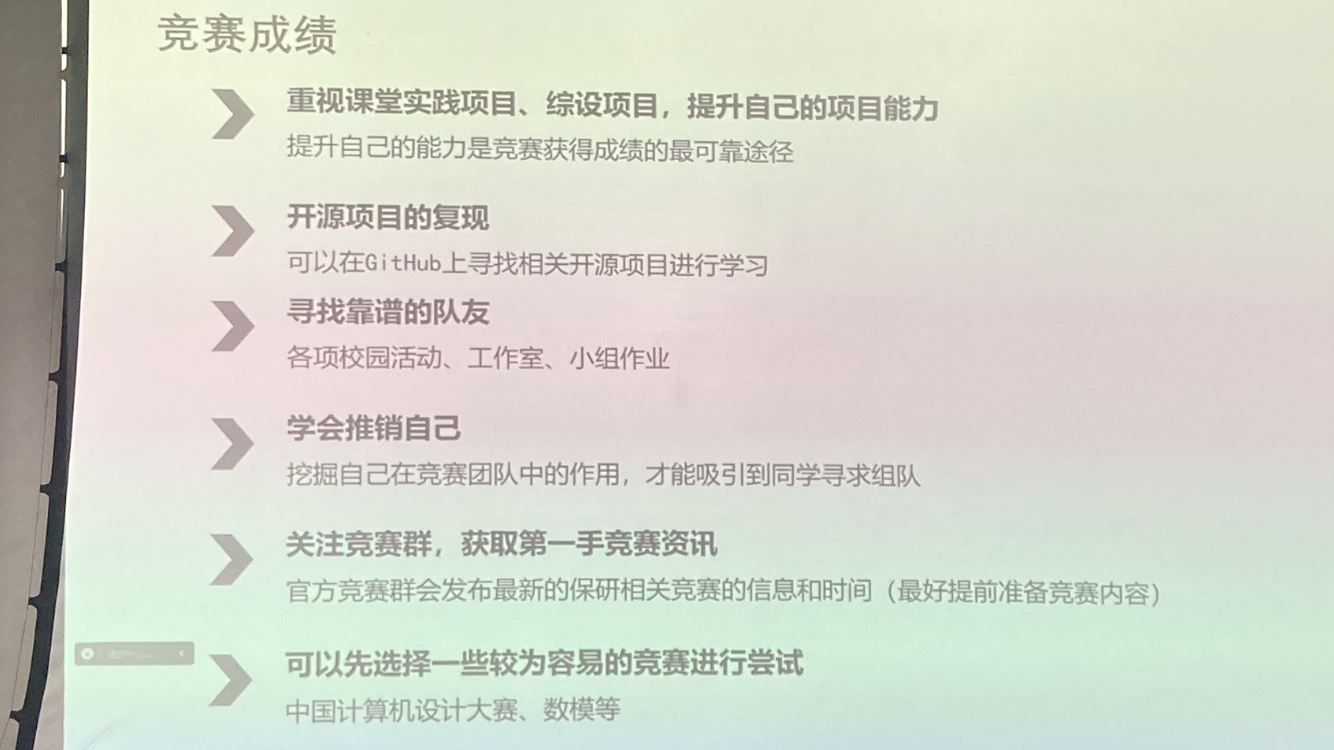 竞赛成绩
重视课堂实践项目、综设项目，提升自己的项目能力
提升自己的能力是竞赛获得成绩的最可靠途径
开源项目的复现
可以在GitHub上寻找相关开源项目进行学习
寻找靠谱的队友
各项校园活动、工作室、小组作业
学会推销自己
挖掘自己在竞赛团队中的作用，才能吸引到同学寻求组队
关注竞赛群，获取第一手竞赛资讯
官方竞赛群会发布最新的保研相关竞赛的信息和时间（最好提前准备竞赛内容）
可以先选择一些较为容易的竞赛进行尝试
中国计算机设计大赛、数模等